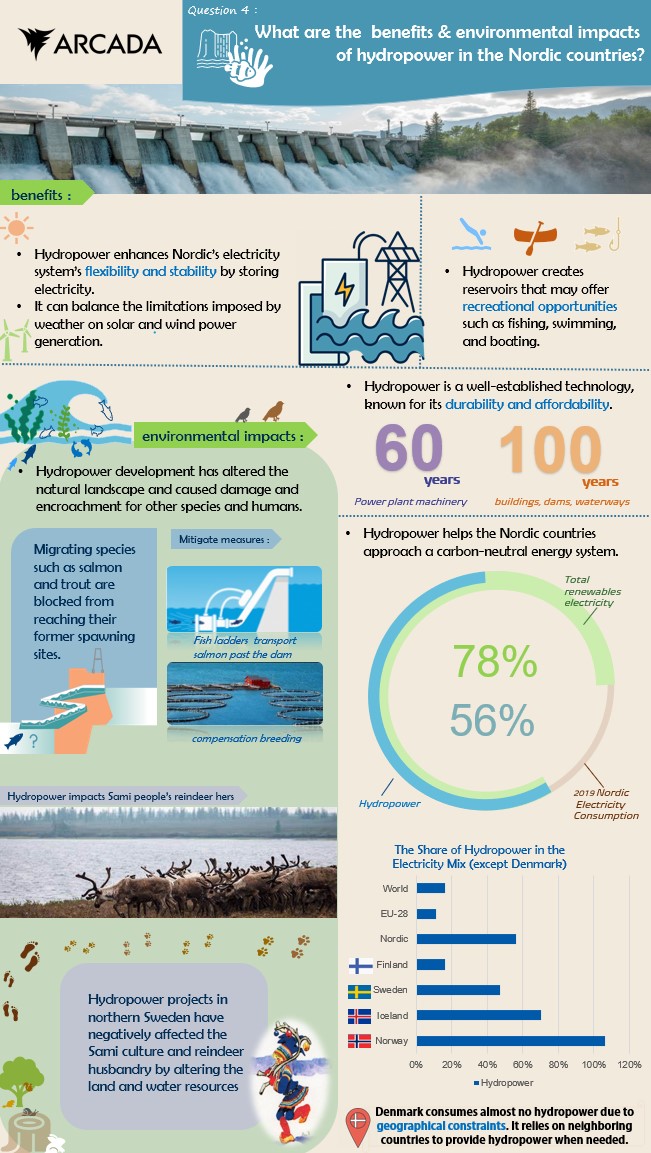 ARCADA
Question 4 :
What are the benefits & environmental impacts
of hydropower in the Nordic countries?
benefits :
• Hydropower enhances Nordic's electricity
system's flexibility and stability by storing
electricity.
• It can balance the limitations imposed by
weather on solar and wind power
generation.
• Hydropower creates
reservoirs that may offer
recreational opportunities
such as fishing, swimming,
and boating.
• Hydropower is a well-established technology,
known for its durability and affordability.
60
years
Power plant machinery
100
years
buildings, dams, waterways
environmental impacts :
• Hydropower development has altered the
natural landscape and caused damage and
encroachment for other species and humans.
Migrating species
such as salmon
and trout are
blocked from
reaching their
former spawning
sites.
?
Mitigate measures :
Fish ladders transport
salmon past the dam
compensation breeding
• Hydropower helps the Nordic countries
approach a carbon-neutral energy system.
Total
renewables
electricity
78%
56%
Hydropower
2019 Nordic
Electricity
Consumption
Hydropower impacts Sami people's reindeer hers
Hydropower projects in
northern Sweden have
negatively affected the
Sami culture and reindeer
husbandry by altering the
land and water resources
The Share of Hydropower in the
Electricity Mix (except Denmark)
World
EU-28
Nordic
Finland
Sweden
Iceland
Norway
0% 20% 40% 60% 80% 100% 120%
Hydropower
Denmark consumes almost no hydropower due to
geographical constraints. It relies on neighboring
countries to provide hydropower when needed.